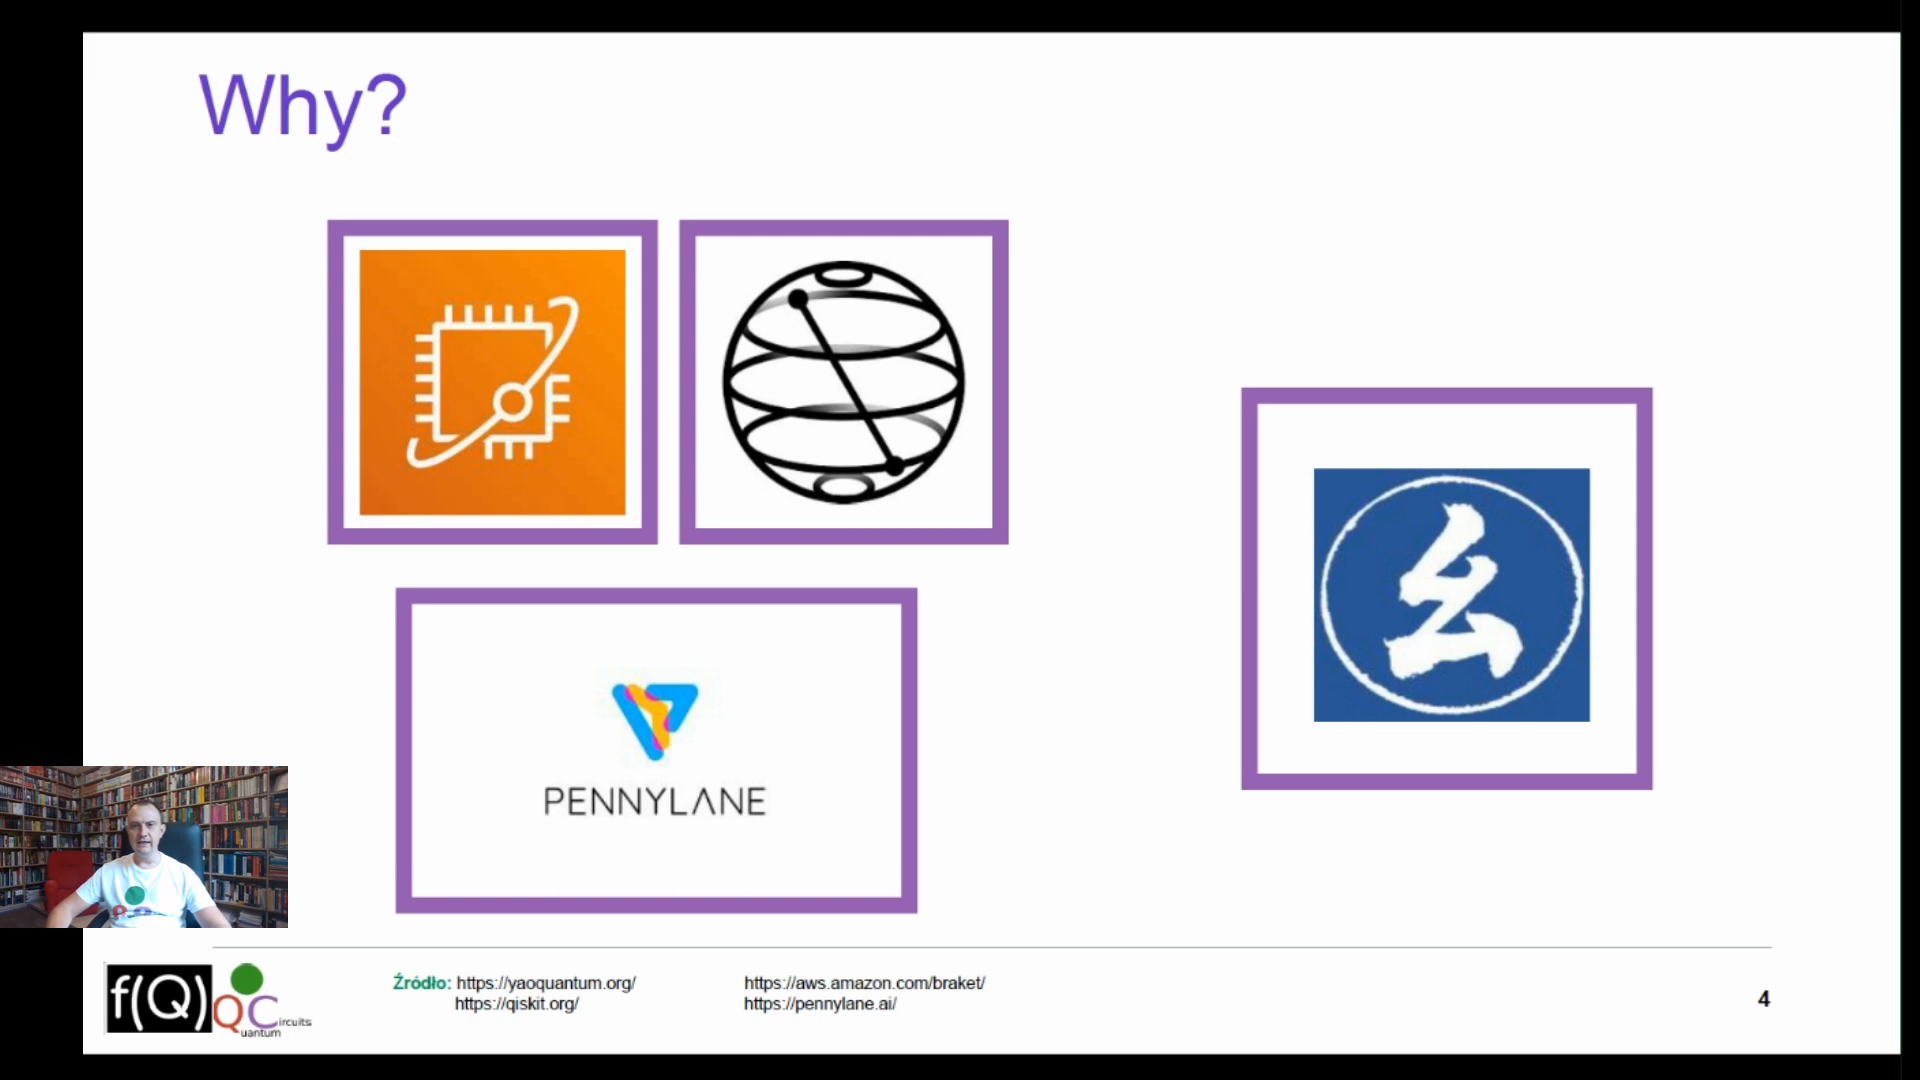 Why?
PENNYLANE
幺
f(Q)
QC
ircuits
uantum
Źródło: https://yaoquantum.org/
https://qiskit.org/
https://aws.amazon.com/braket/
https://pennylane.ai/
4